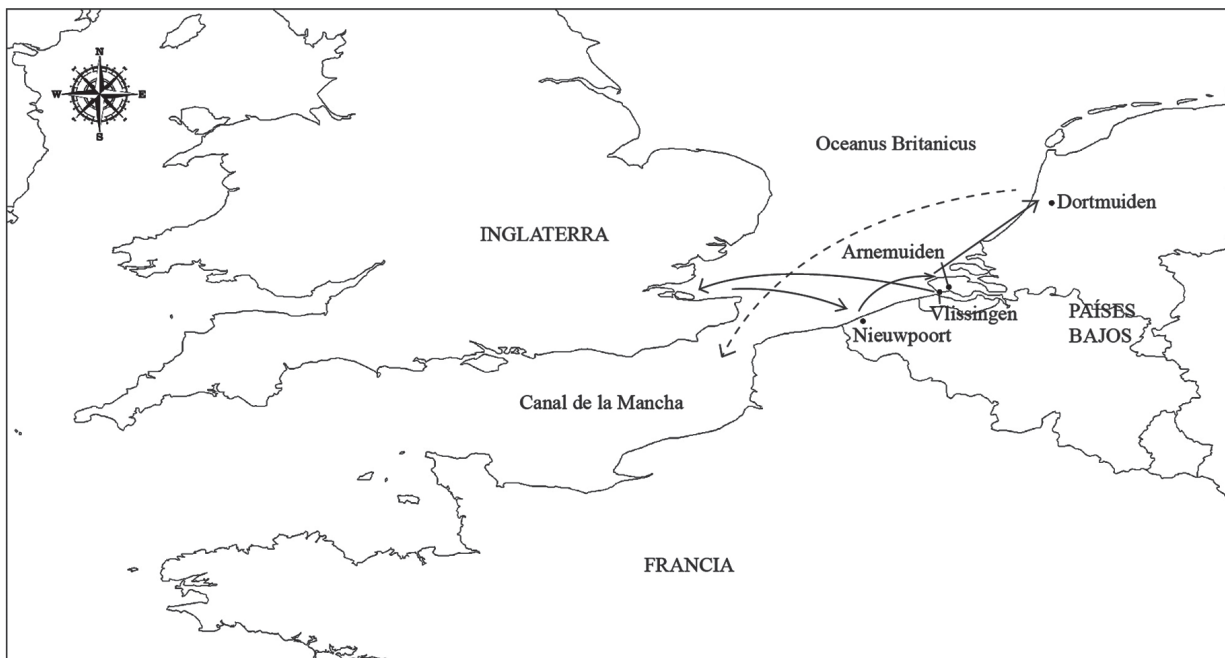 N
W
E
S
Oceanus Britanicus
Dortmuiden
INGLATERRA
Arnemuiden
Vlissingen
PAÍSES
BAJOS
Nieuwpoort
Canal de la Mancha
FRANCIA